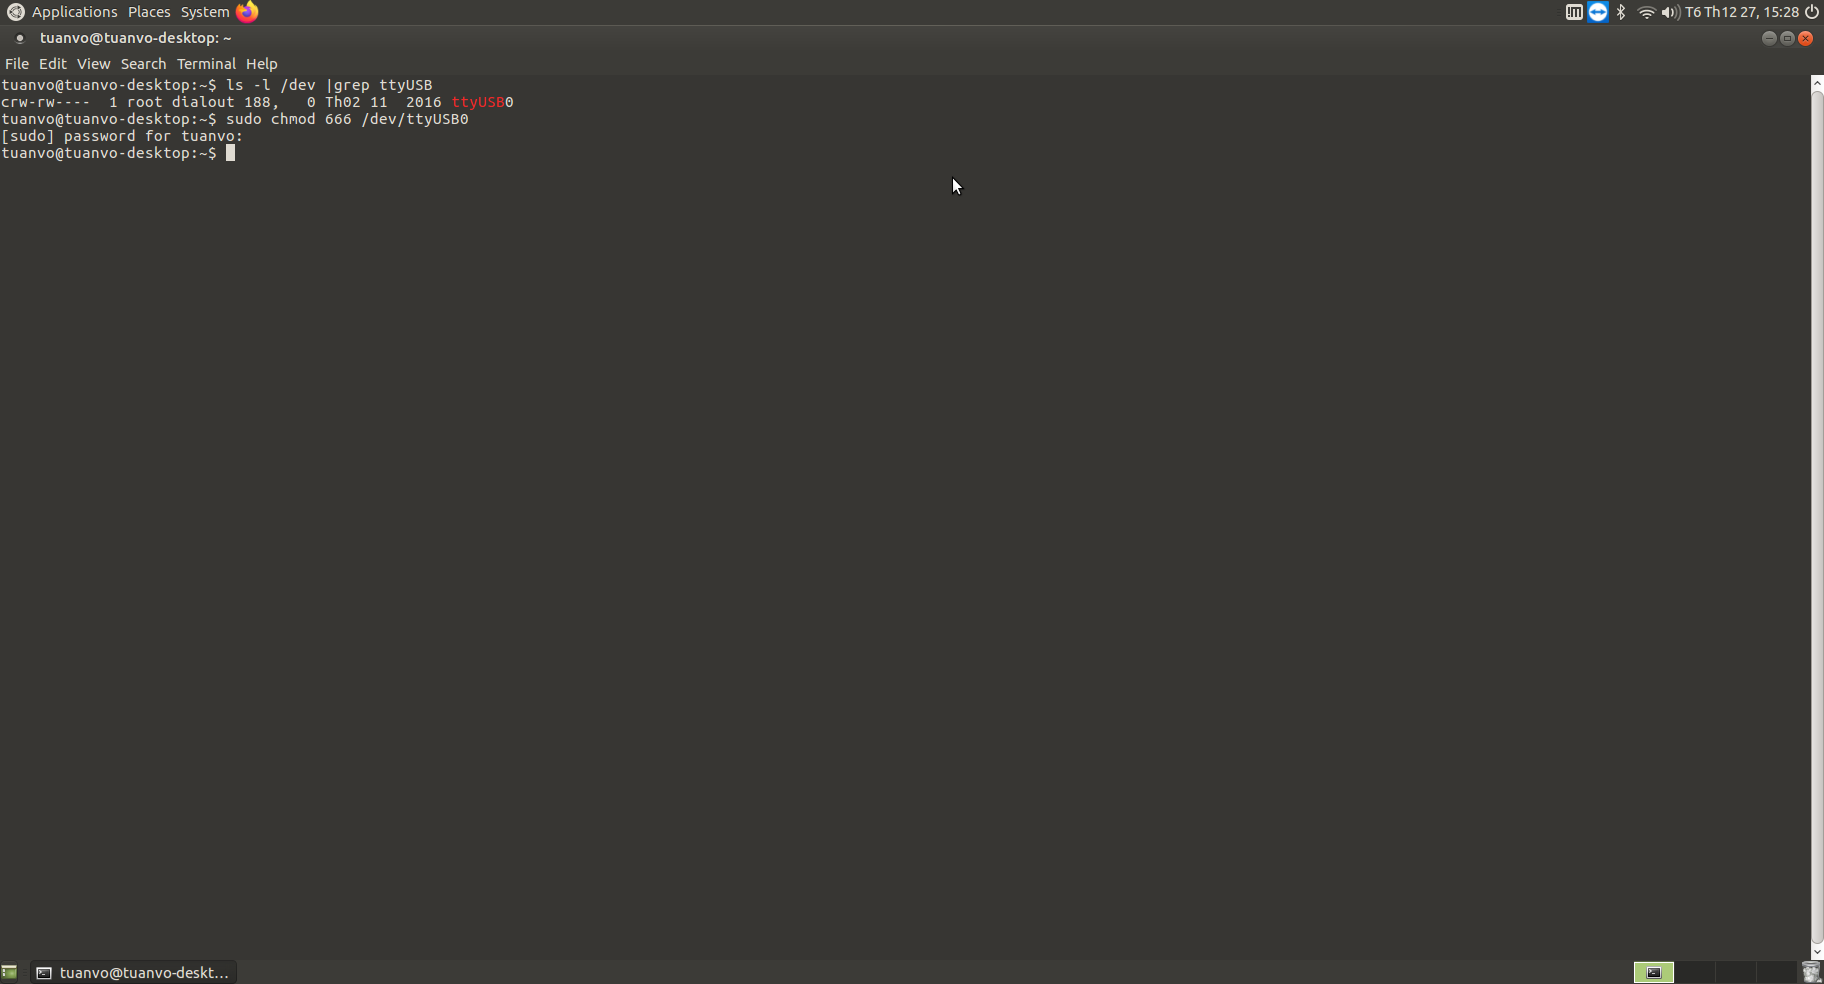 Applications Places System T6 Th12 27, 15:28
tuanvo@tuanvo-desktop: ~
File Edit View Search Terminal Help
tuanvo@tuanvo-desktop:~$ ls -l /dev |grep ttyUSB
crw-rw---- 1 root dialout 188, 0 Th02 11 2016 ttyUSB0
tuanvo@tuanvo-desktop:~$ sudo chmod 666 /dev/ttyUSB0
[sudo] password for tuanvo:
tuanvo@tuanvo-desktop:~$
tuanvo@tuanvo-deskt...